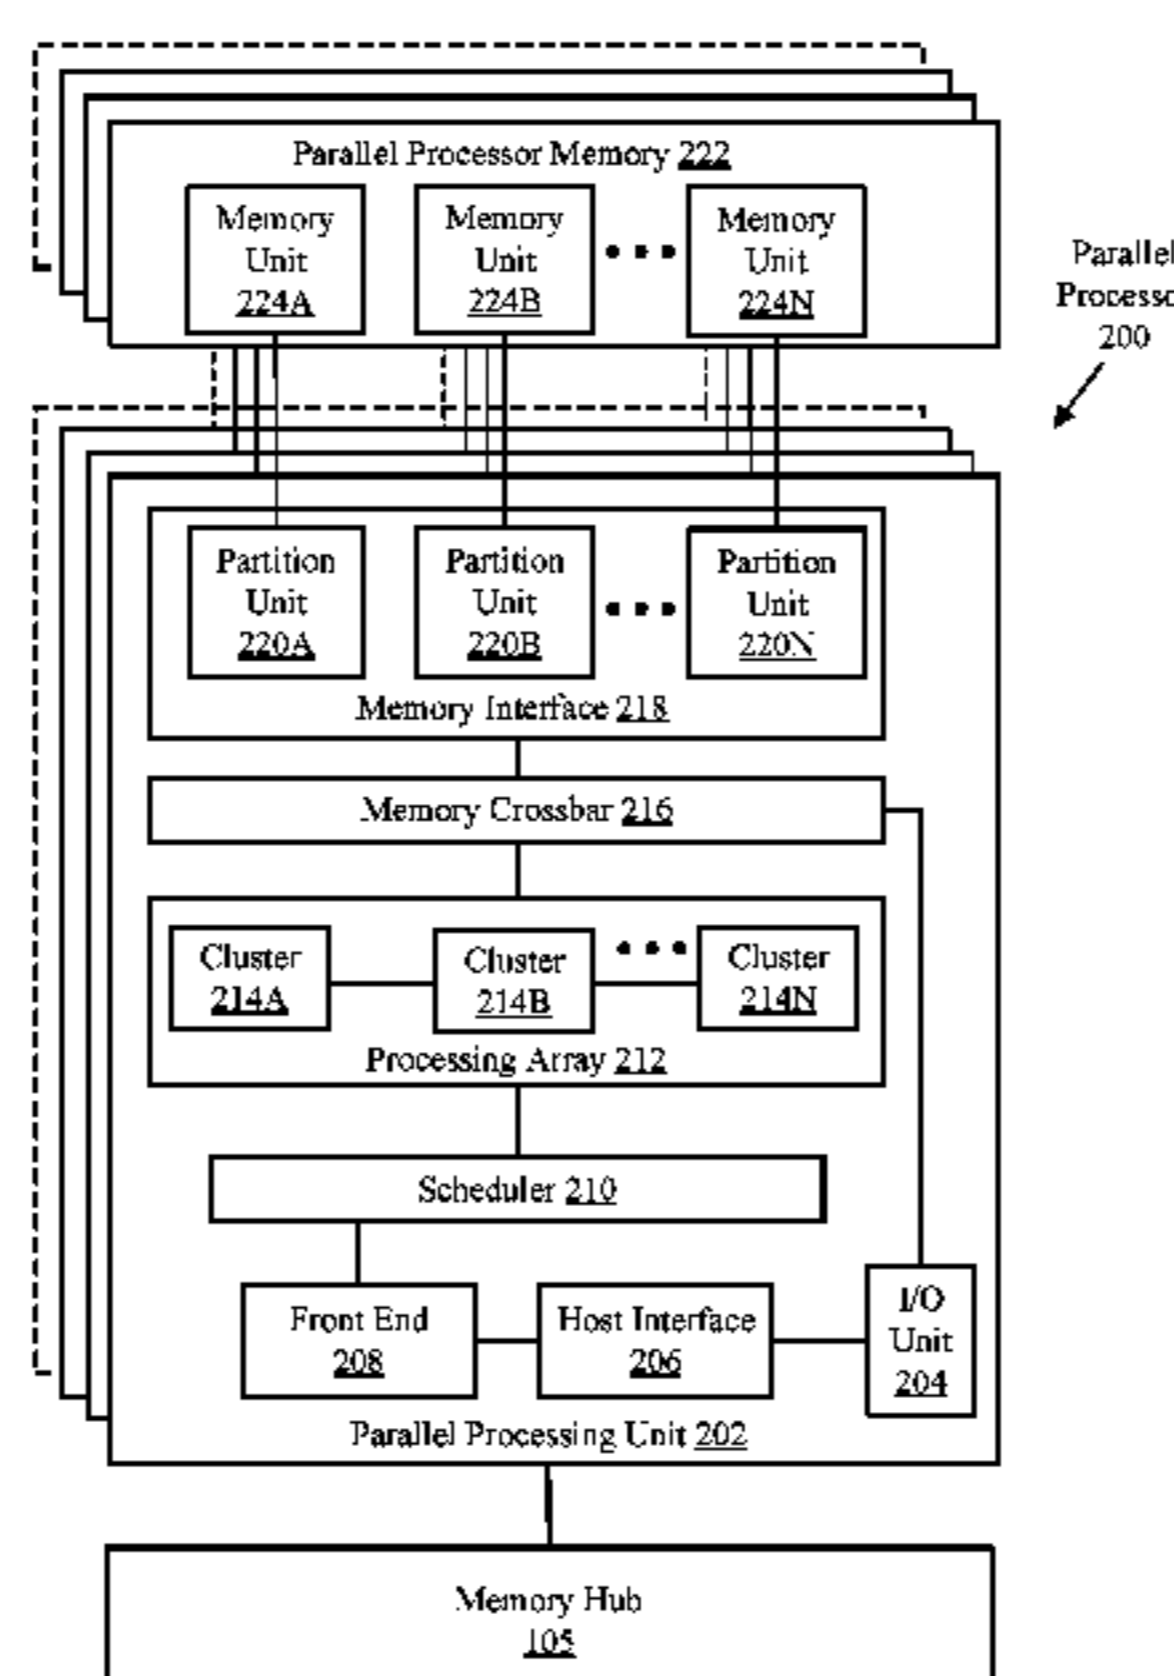 Parallel Processor Memory 222
Memory
Unit
224A
Memory
Unit
224B
Memory
Unit
224N
Parallel
Processo
200
Partition
Unit
220A
Partition
Unit
220B
Partition
Unit
220N
Memory Interface 218
Memory Crossbar 216
Cluster
214A
Cluster
214B
Cluster
214N
Processing Array 212
Scheduler 210
Front End
208
Host Interface
206
I/O
Unit
204
Parallel Processing Unit 202
Memory Hub
105